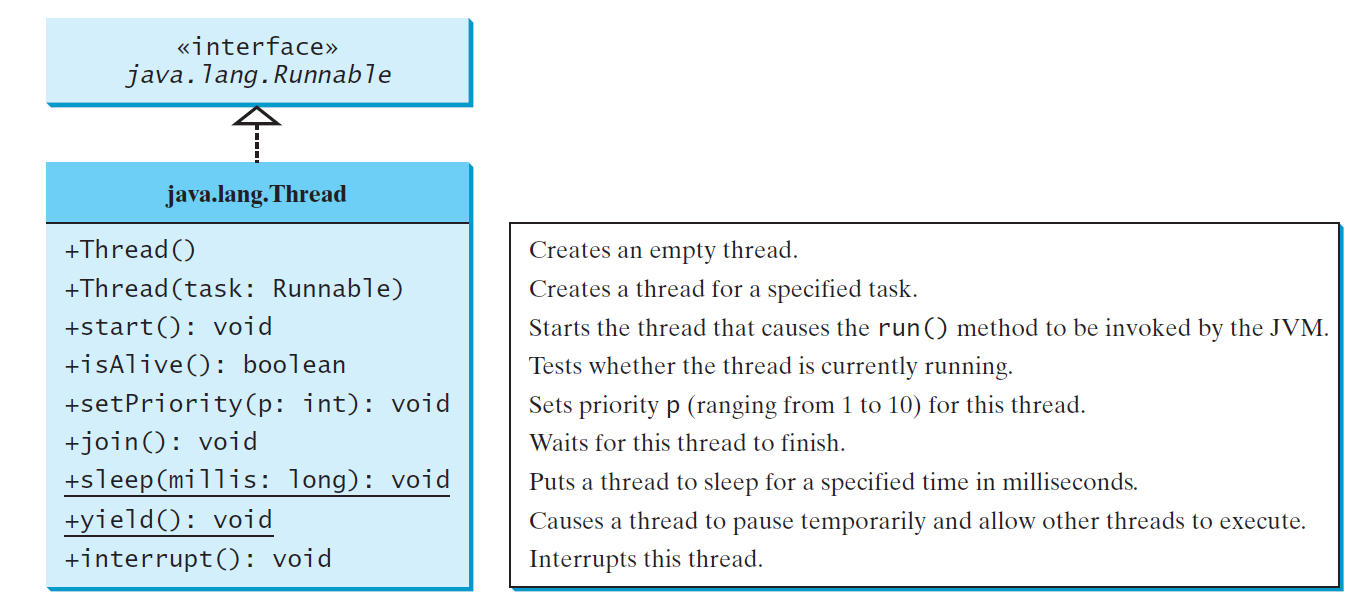 «interface»
java.lang.Runnable
java.lang.Thread
+Thread()
+Thread(task: Runnable)
+start(): void
+isAlive(): boolean
+setPriority(p: int): void
+join(): void
+sleep(millis: long): void
+yield(): void
+interrupt(): void
Creates an empty thread.
Creates a thread for a specified task.
Starts the thread that causes the run() method to be invoked by the JVM.
Tests whether the thread is currently running.
Sets priority p (ranging from 1 to 10) for this thread.
Waits for this thread to finish.
Puts a thread to sleep for a specified time in milliseconds.
Causes a thread to pause temporarily and allow other threads to execute.
Interrupts this thread.